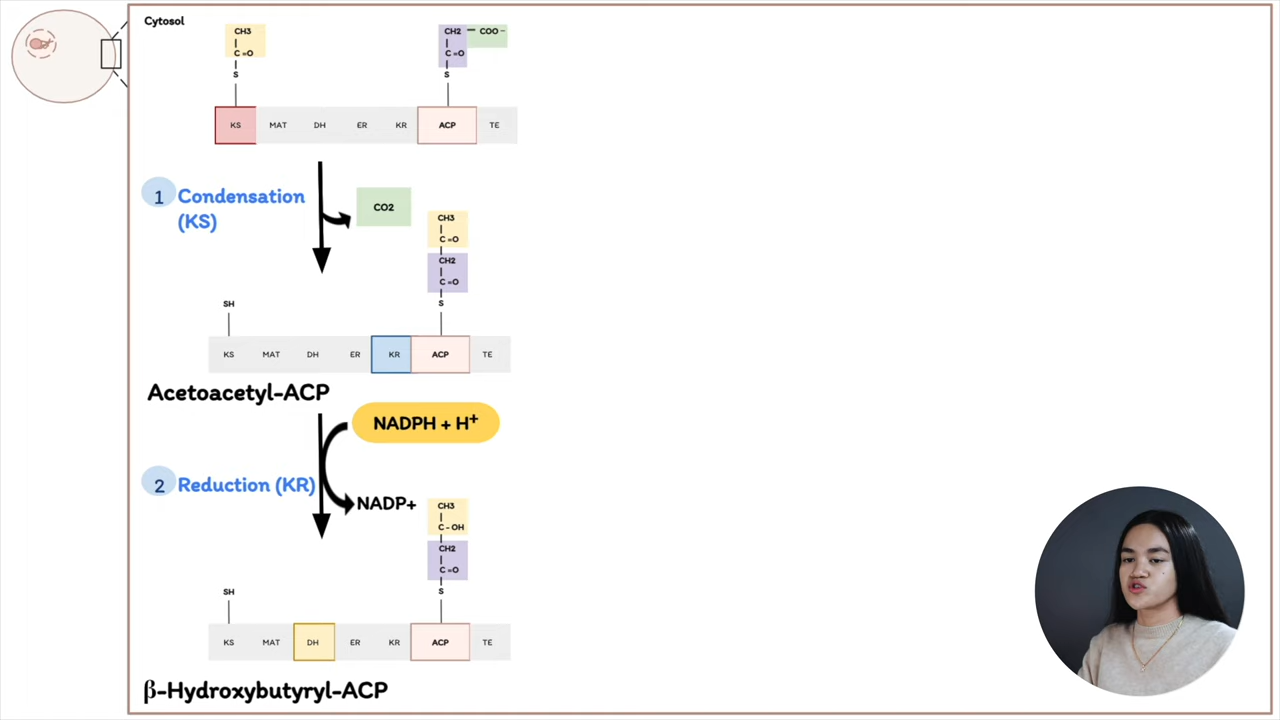 Cytosol
CH3
C =O
S
CH2 — COO –
C =O
S
KS MAT DH ER KR ACP TE
1 Condensation
(KS)
CO2
CH3
C =O
CH2
C =O
S
SH
KS MAT DH ER KR ACP TE
Acetoacetyl-ACP
NADPH + H⁺
2 Reduction (KR)
NADP+
CH3
C - OH
CH2
C =O
S
SH
KS MAT DH ER KR ACP TE
β-Hydroxybutyryl-ACP